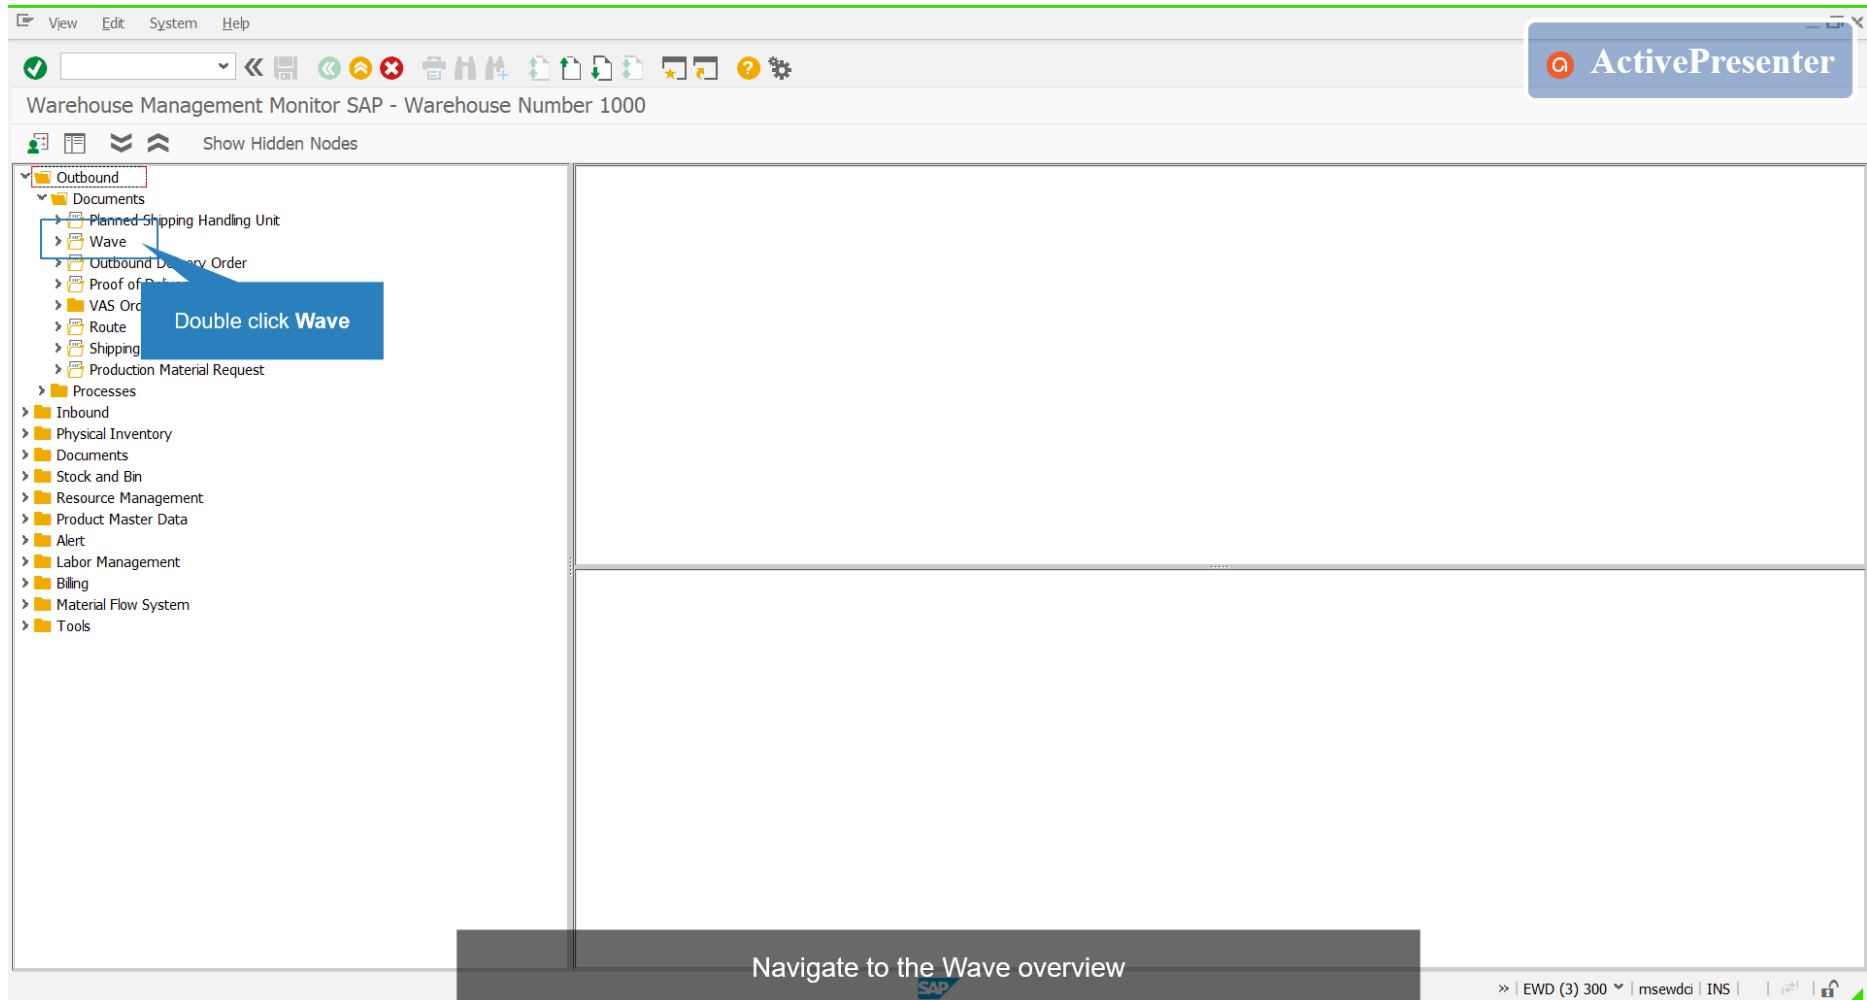 View Edit System Help
ActivePresenter
Warehouse Management Monitor SAP - Warehouse Number 1000
Show Hidden Nodes
Outbound
Documents
Planned Shipping Handling Unit
Wave
Outbound Delivery Order
Proof of
VAS
Route
Shipping
Production Material Request
Processes
Inbound
Physical Inventory
Documents
Stock and Bin
Resource Management
Product Master Data
Alert
Labor Management
Billing
Material Flow System
Tools
Double click Wave
Navigate to the Wave overview
SAP
EWD (3) 300 msewdci INS